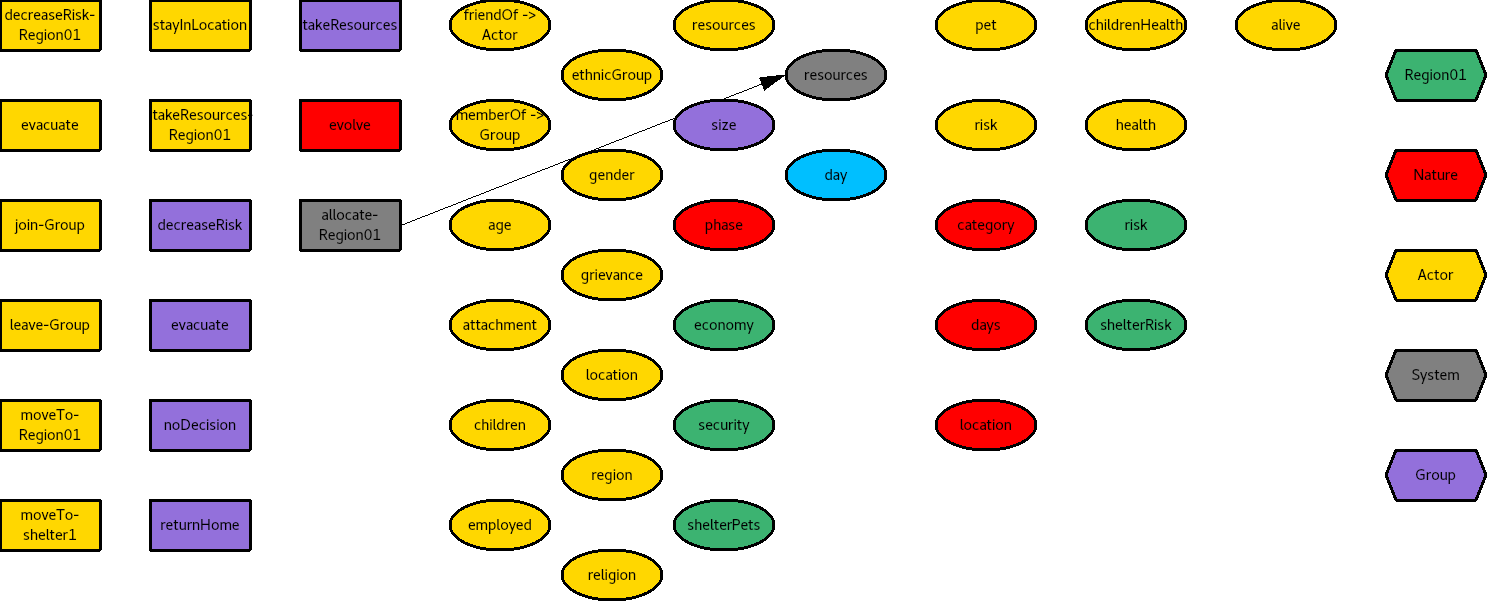 decreaseRisk-
Region01
stayInLocation
takeResources
friendOf ->
Actor
resources
pet
childrenHealth
alive
ethnicGroup
resources
Region01
evacuate
takeResources-
Region01
evolve
memberOf ->
Group
size
risk
health
gender
day
Nature
join-Group
decreaseRisk
allocate-
Region01
age
phase
category
risk
grievance
Actor
leave-Group
evacuate
attachment
economy
days
shelterRisk
location
System
moveTo-
Region01
noDecision
children
security
location
region
Group
moveTo-
shelter1
returnHome
employed
shelterPets
religion